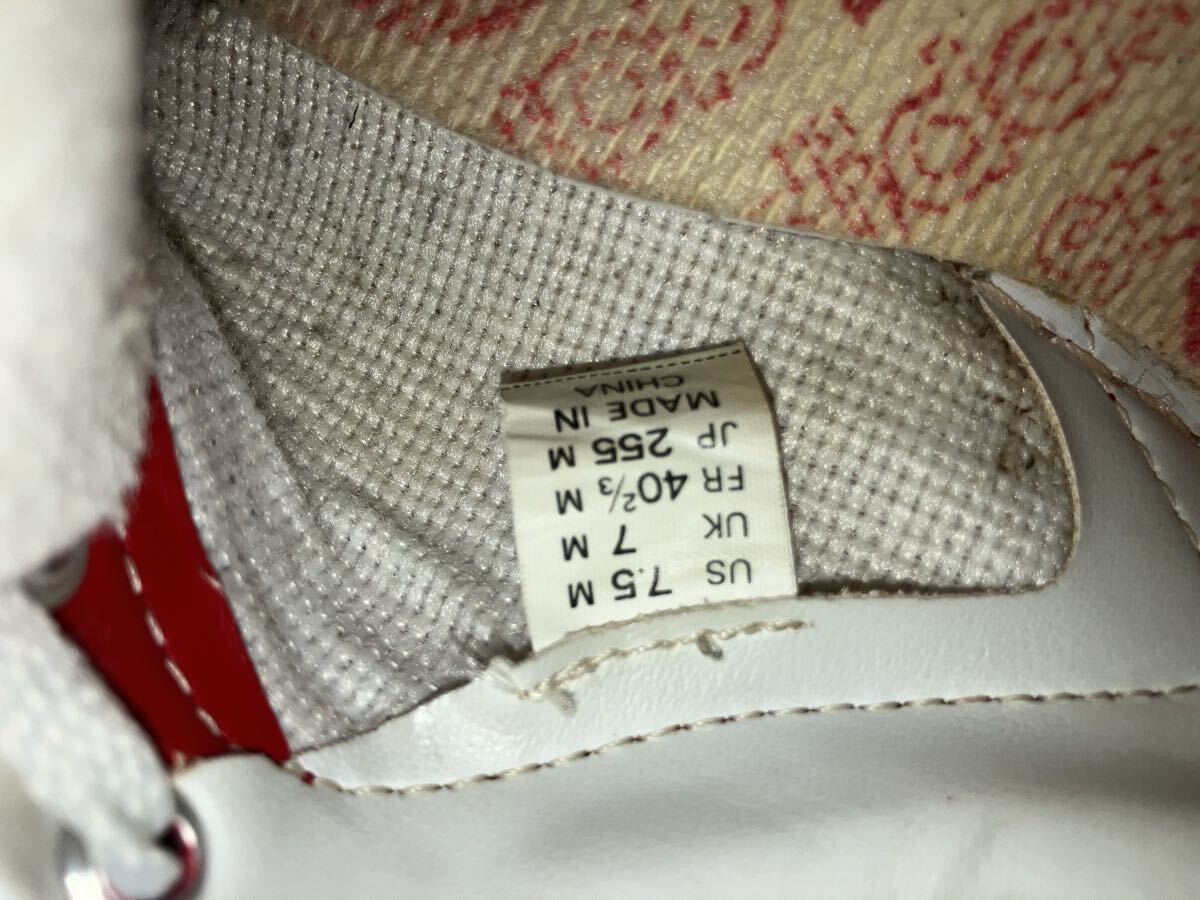 US 7.5 M
UK 7 M
FR 40⅔ M
JP 255 M
MADE IN
CHINA